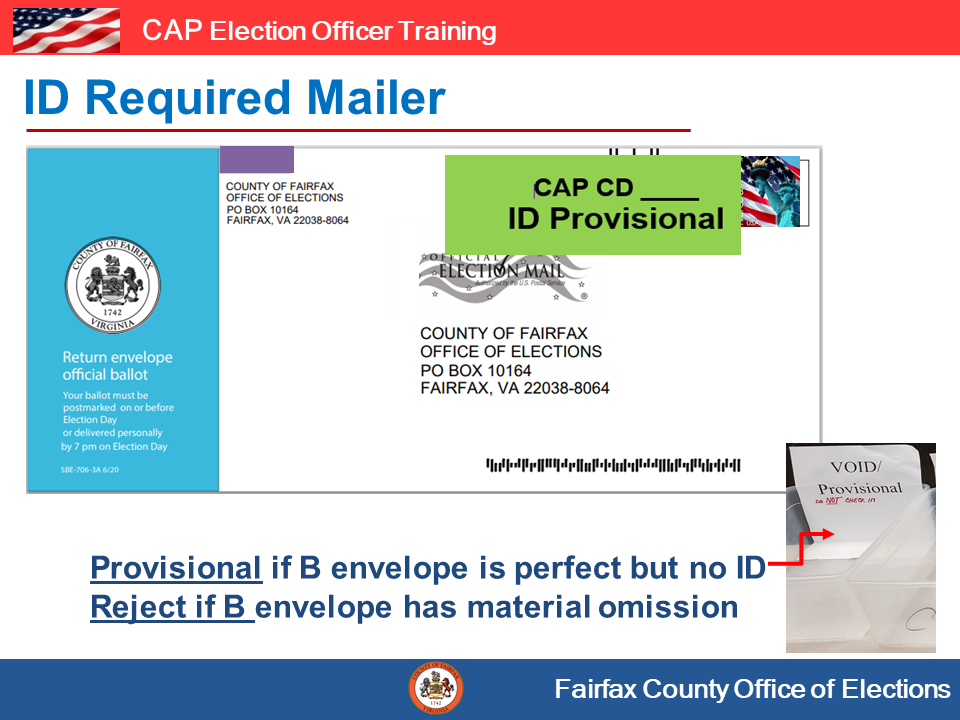 CAP Election Officer Training
ID Required Mailer
COUNTY OF FAIRFAX
OFFICE OF ELECTIONS
PO BOX 10164
FAIRFAX, VA 22038-8064
CAP CD ____
ID Provisional
OFFICIAL
ELECTION MAIL
Authorized by the U.S. Postal Service
®
COUNTY OF FAIRFAX
VIRGINIA
1742
Return envelope
official ballot
Your ballot must be
postmarked on or before
Election Day
or delivered personally
by 7 pm on Election Day
SBE-706-3A 6/20
COUNTY OF FAIRFAX
OFFICE OF ELECTIONS
PO BOX 10164
FAIRFAX, VA 22038-8064
VOID/
Provisional
DO NOT CHECK IN
Provisional if B envelope is perfect but no ID
Reject if B envelope has material omission
COUNTY OF FAIRFAX
VIRGINIA
1742
Fairfax County Office of Elections